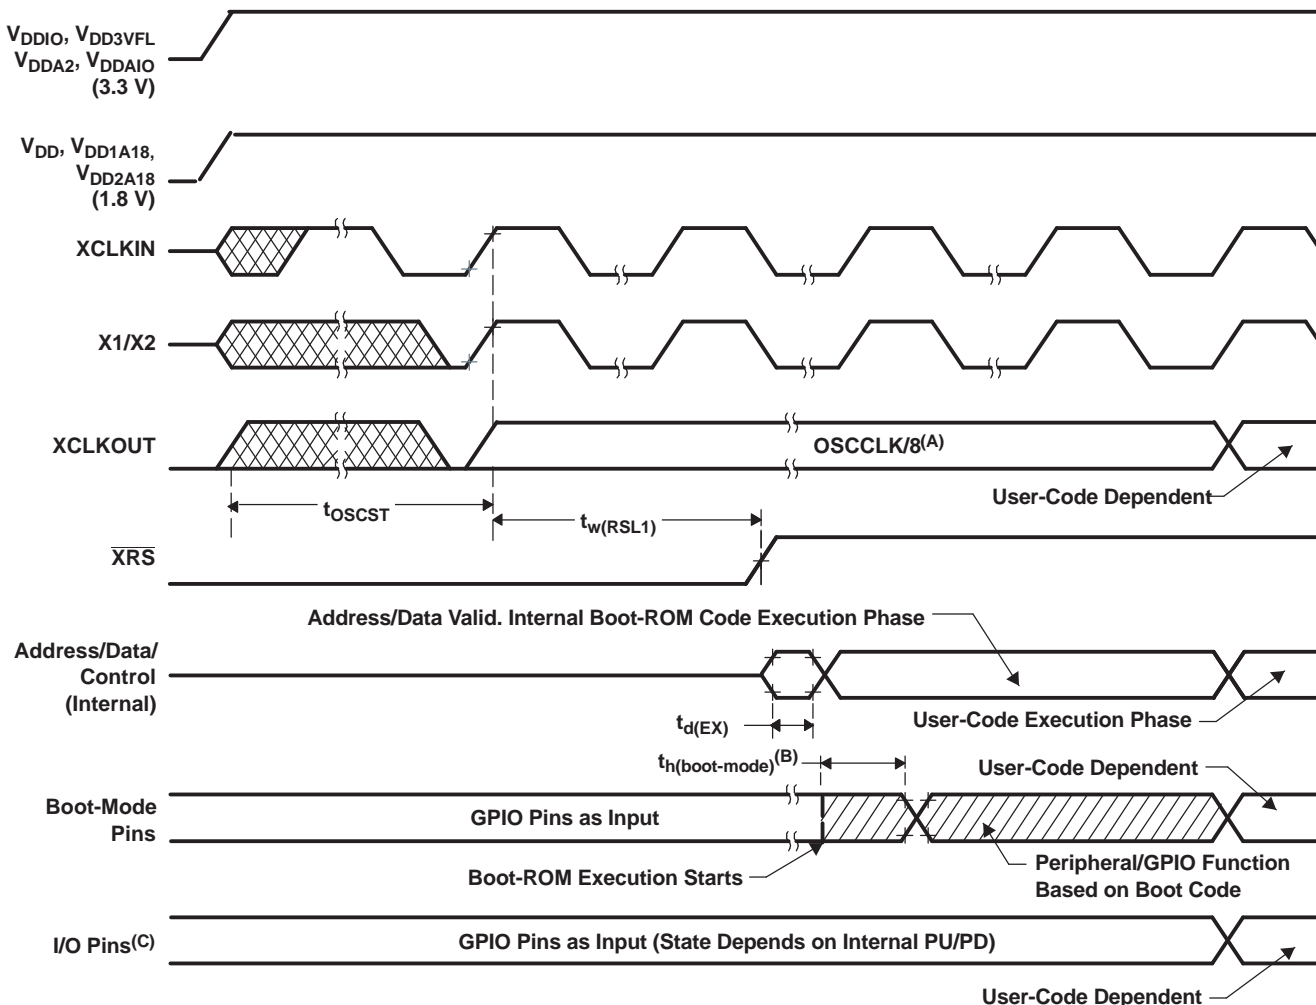 VDDIO, VDD3VFL
VDDA2, VDDAIO
(3.3 V)
VDD, VDD1A18,
VDD2A18
(1.8 V)
XCLKIN
X1/X2
XCLKOUT
OSCCLK/8(A)
User-Code Dependent
tOSCST
tw(RSL1)
XRS
Address/Data Valid. Internal Boot-ROM Code Execution Phase
Address/Data/
Control
(Internal)
td(EX)
User-Code Execution Phase
th(boot-mode)(B)
User-Code Dependent
Boot-Mode
Pins
GPIO Pins as Input
Boot-ROM Execution Starts
Peripheral/GPIO Function
Based on Boot Code
I/O Pins(C)
GPIO Pins as Input (State Depends on Internal PU/PD)
User-Code Dependent